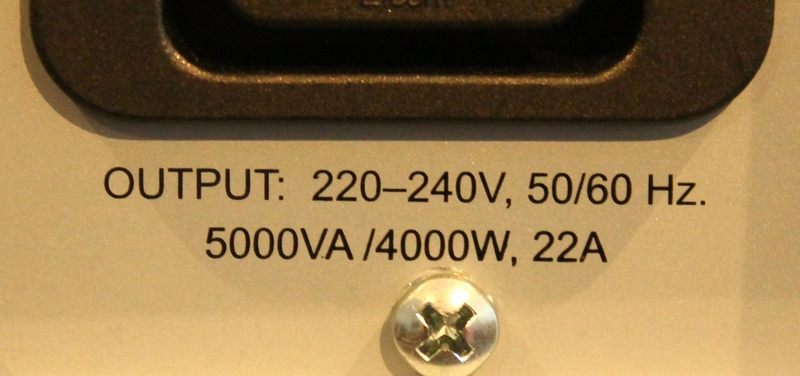 OUTPUT: 220–240V, 50/60 Hz.
5000VA /4000W, 22A